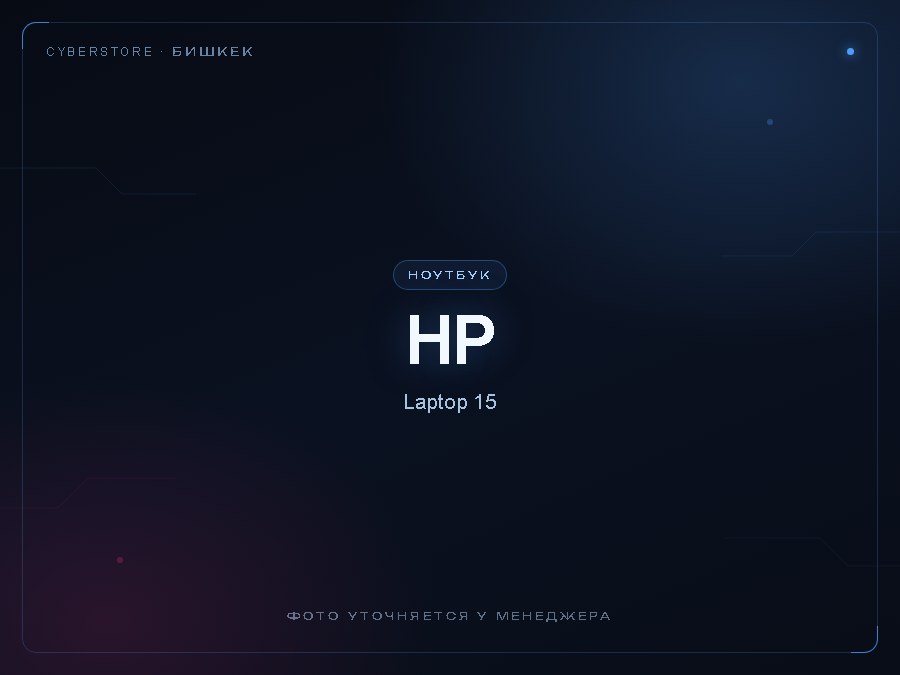 CYBERSTORE · БИШКЕК
НОУТБУК
HP
Laptop 15
ФОТО УТОЧНЯЕТСЯ У МЕНЕДЖЕРА